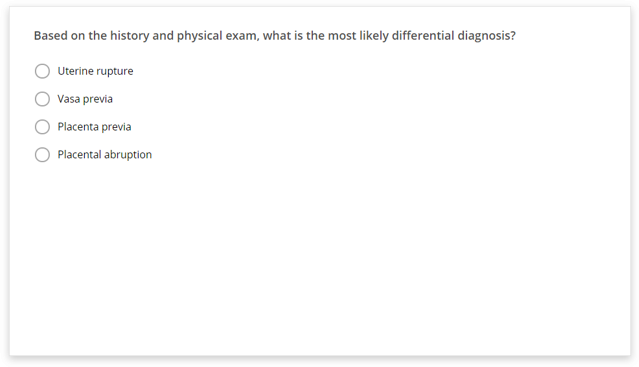 Based on the history and physical exam, what is the most likely differential diagnosis?
Uterine rupture
Vasa previa
Placenta previa
Placental abruption